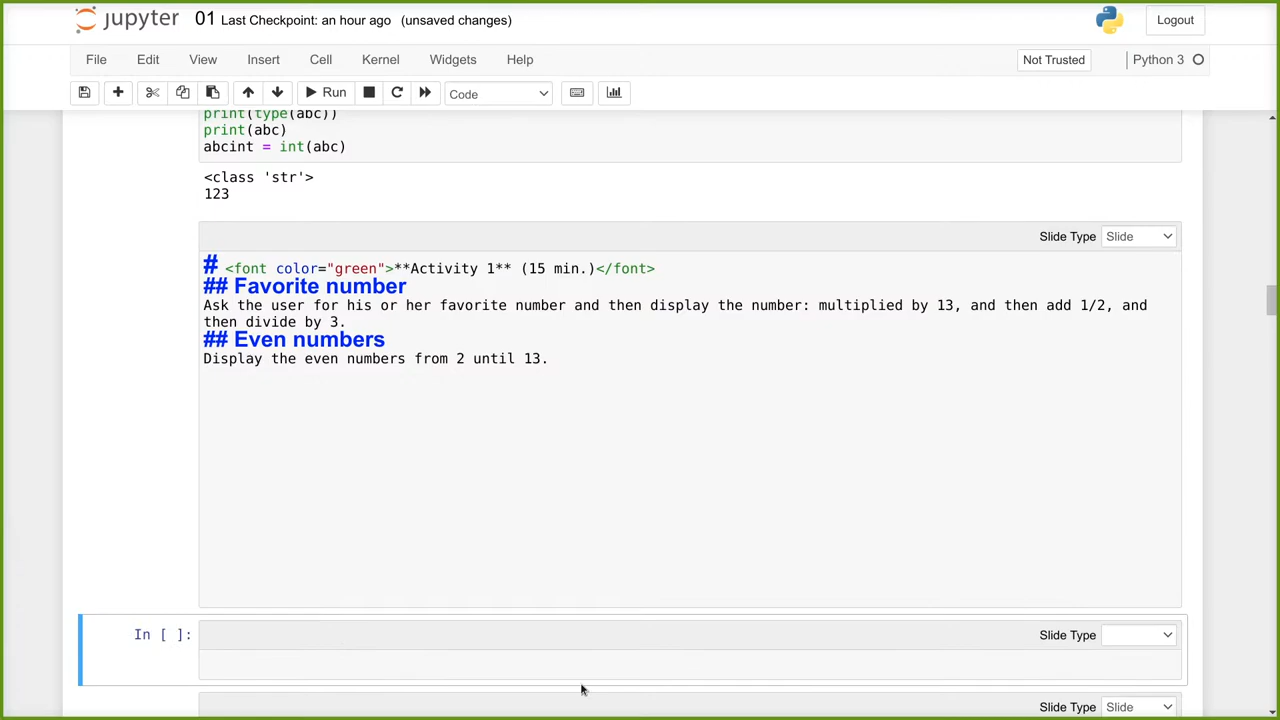 jupyter 01 Last Checkpoint: an hour ago (unsaved changes) Logout
File Edit View Insert Cell Kernel Widgets Help Not Trusted Python 3
Run Code
print(type(abc))
print(abc)
abcint = int(abc)
<class 'str'>
123
Slide Type Slide
# <font color="green">**Activity 1** (15 min.)</font>
## Favorite number
Ask the user for his or her favorite number and then display the number: multiplied by 13, and then add 1/2, and
then divide by 3.
## Even numbers
Display the even numbers from 2 until 13.
In [ ]: Slide Type
Slide Type Slide